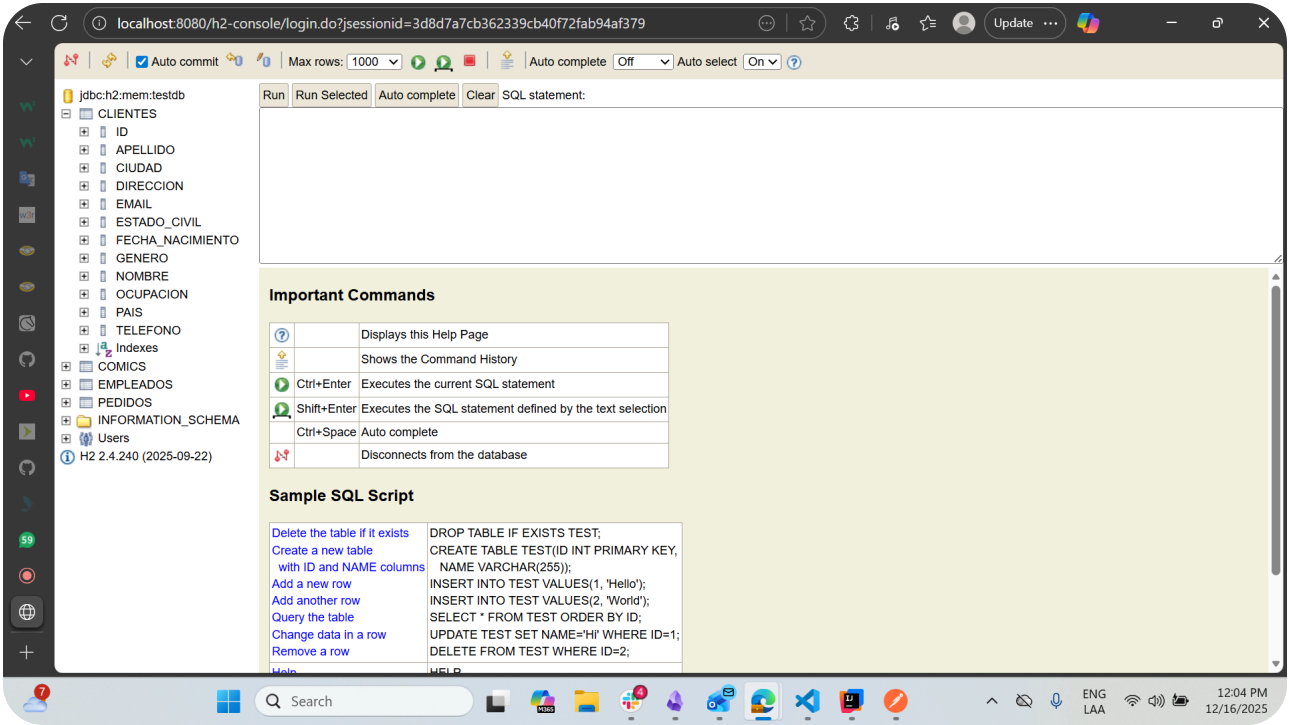 localhost:8080/h2-console/login.do?jsessionid=3d8d7a7cb362339cb40f72fab94af379
Update
Auto commit Max rows: 1000 Auto complete Off Auto select On
jdbc:h2:mem:testdb
CLIENTES
ID
APELLIDO
CIUDAD
DIRECCION
EMAIL
ESTADO_CIVIL
FECHA_NACIMIENTO
GENERO
NOMBRE
OCUPACION
PAIS
TELEFONO
Indexes
COMICS
EMPLEADOS
PEDIDOS
INFORMATION_SCHEMA
Users
H2 2.4.240 (2025-09-22)
Run Run Selected Auto complete Clear SQL statement:
Important Commands
Displays this Help Page
Shows the Command History
Ctrl+Enter Executes the current SQL statement
Shift+Enter Executes the SQL statement defined by the text selection
Ctrl+Space Auto complete
Disconnects from the database
Sample SQL Script
Delete the table if it exists DROP TABLE IF EXISTS TEST;
Create a new table CREATE TABLE TEST(ID INT PRIMARY KEY,
with ID and NAME columns NAME VARCHAR(255));
Add a new row INSERT INTO TEST VALUES(1, 'Hello');
Add another row INSERT INTO TEST VALUES(2, 'World');
Query the table SELECT * FROM TEST ORDER BY ID;
Change data in a row UPDATE TEST SET NAME='Hi' WHERE ID=1;
Remove a row DELETE FROM TEST WHERE ID=2;
Help HELP
w3r
59
7
Search
M365
4
ENG
LAA
12:04 PM
12/16/2025